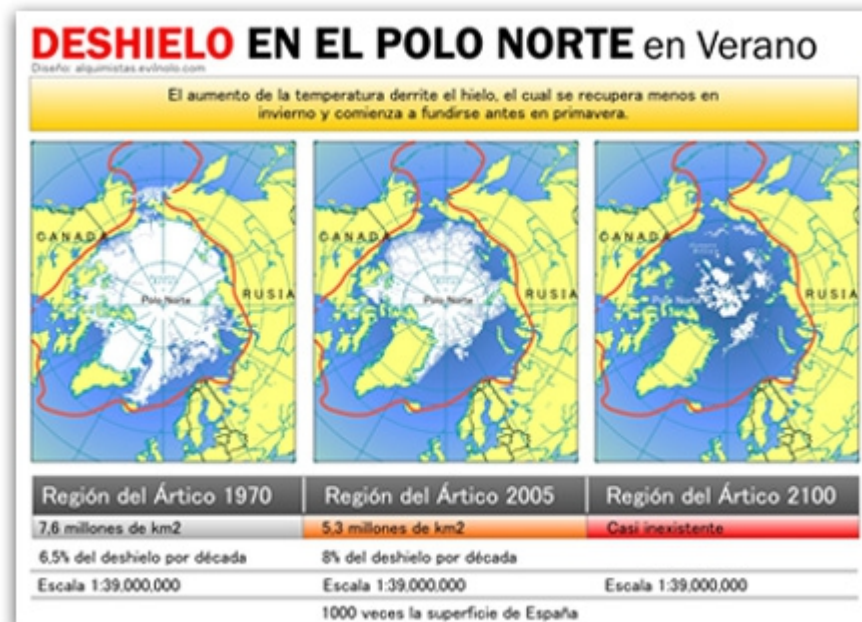 DESHIELO EN EL POLO NORTE en Verano
Diseño: alquimistas.evilnolo.com
El aumento de la temperatura derrite el hielo, el cual se recupera menos en
invierno y comienza a fundirse antes en primavera.
CANADA
Polo Norte
RUSIA
CANADA
Polo Norte
RUSIA
CANADA
Polo Norte
RUSIA
Región del Ártico 1970
Región del Ártico 2005
Región del Ártico 2100
7,6 millones de km2
5,3 millones de km2
Casi inexistente
6,5% del deshielo por década
8% del deshielo por década
Escala 1:39,000,000
Escala 1:39,000,000
Escala 1:39,000,000
1000 veces la superficie de España